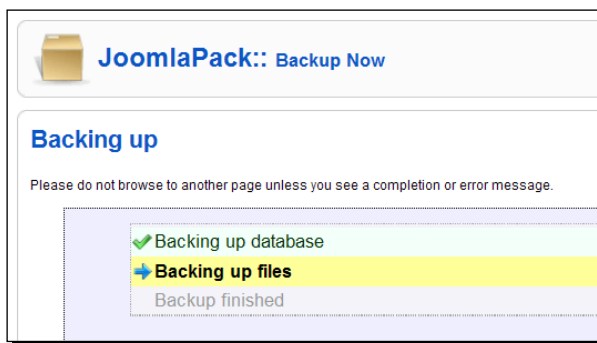 JoomlaPack:: Backup Now
Backing up
Please do not browse to another page unless you see a completion or error message.
Backing up database
Backing up files
Backup finished